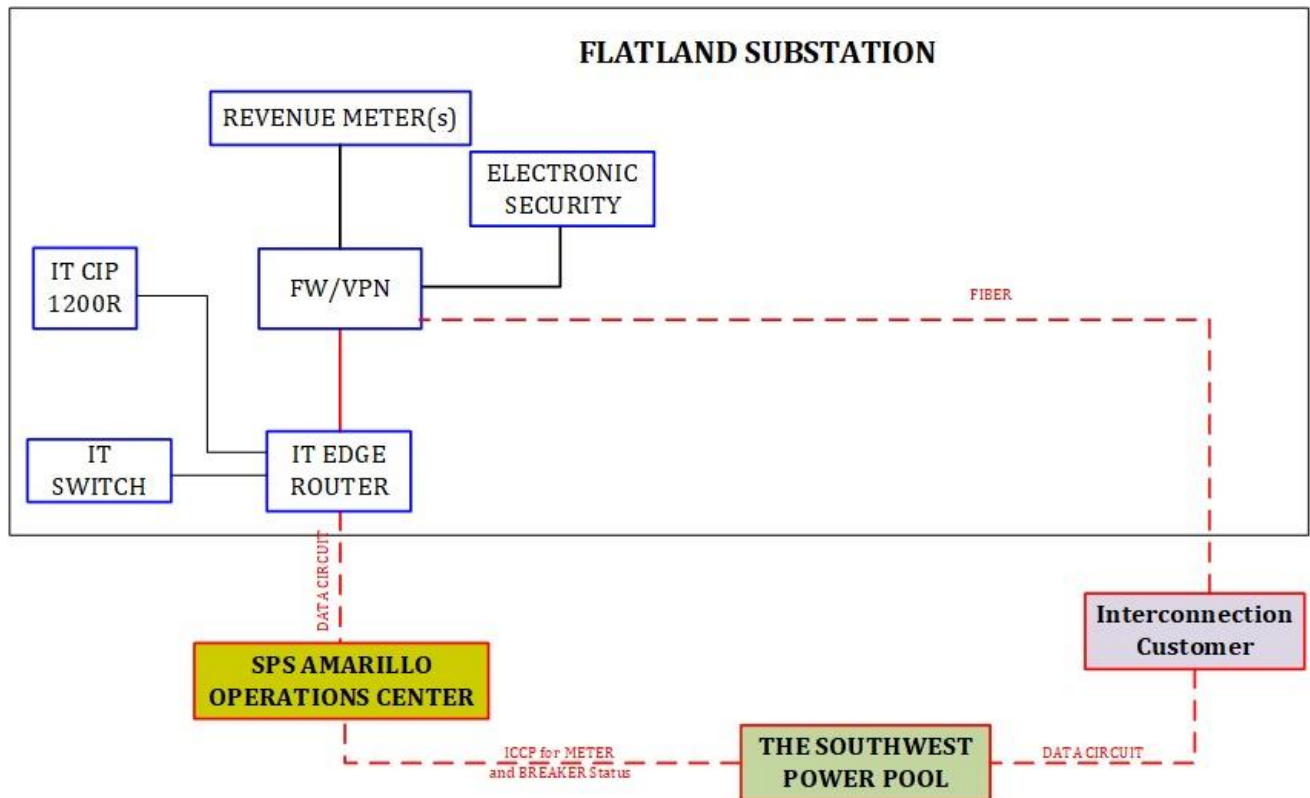 FLATLAND SUBSTATION
REVENUE METER(s)
ELECTRONIC
SECURITY
IT CIP
1200R
FW/VPN
FIBER
IT
SWITCH
IT EDGE
ROUTER
DATA CIRCUIT
Interconnection
Customer
SPS AMARILLO
OPERATIONS CENTER
ICCP for METER
and BREAKER Status
THE SOUTHWEST
POWER POOL
DATA CIRCUIT